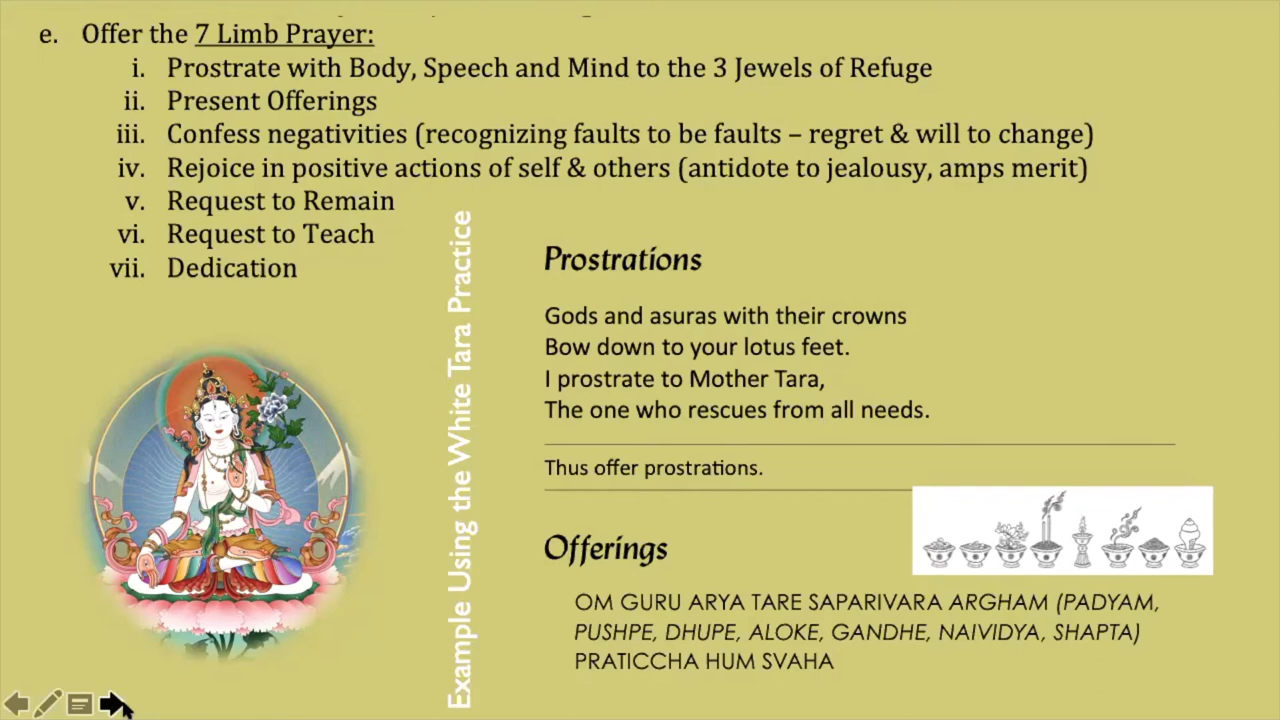 e. Offer the 7 Limb Prayer:
i. Prostrate with Body, Speech and Mind to the 3 Jewels of Refuge
ii. Present Offerings
iii. Confess negativities (recognizing faults to be faults – regret & will to change)
iv. Rejoice in positive actions of self & others (antidote to jealousy, amps merit)
v. Request to Remain
vi. Request to Teach
vii. Dedication
Example Using the White Tara Practice
Prostrations
Gods and asuras with their crowns
Bow down to your lotus feet.
I prostrate to Mother Tara,
The one who rescues from all needs.
Thus offer prostrations.
Offerings
OM GURU ARYA TARE SAPARIVARA ARGHAM (PADYAM,
PUSHPE, DHUPE, ALOKE, GANDHE, NAIVIDYA, SHAPTA)
PRATICCHA HUM SVAHA